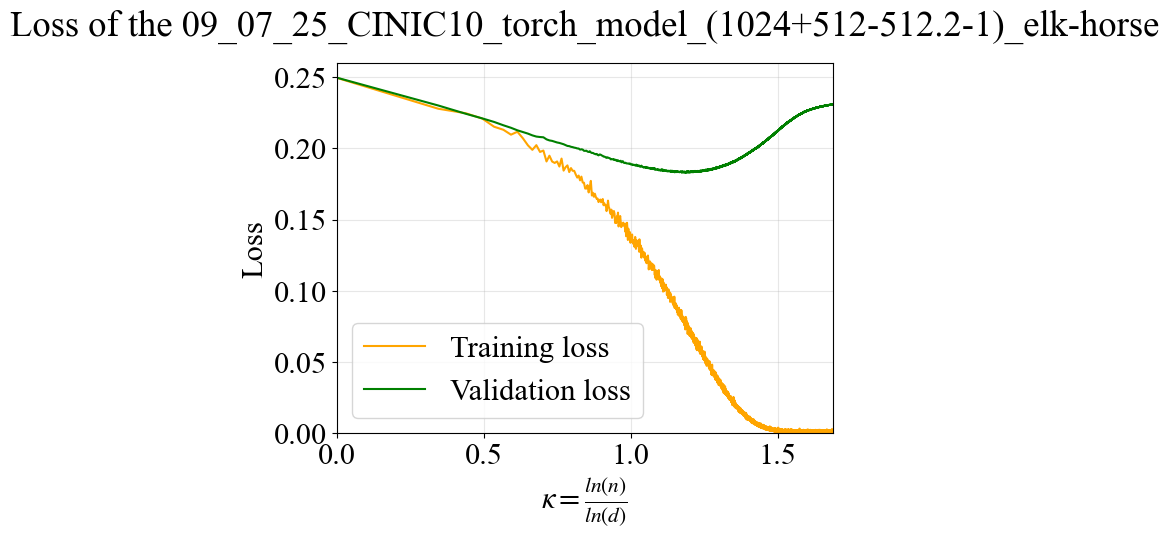 Loss of the 09_07_25_CINIC10_torch_model_(1024+512-512.2-1)_elk-horse
0.25
0.20
0.15
0.10
0.05
0.00
Loss
Training loss
Validation loss
0.0 0.5 1.0 1.5
κ = ln(n)/ln(d)